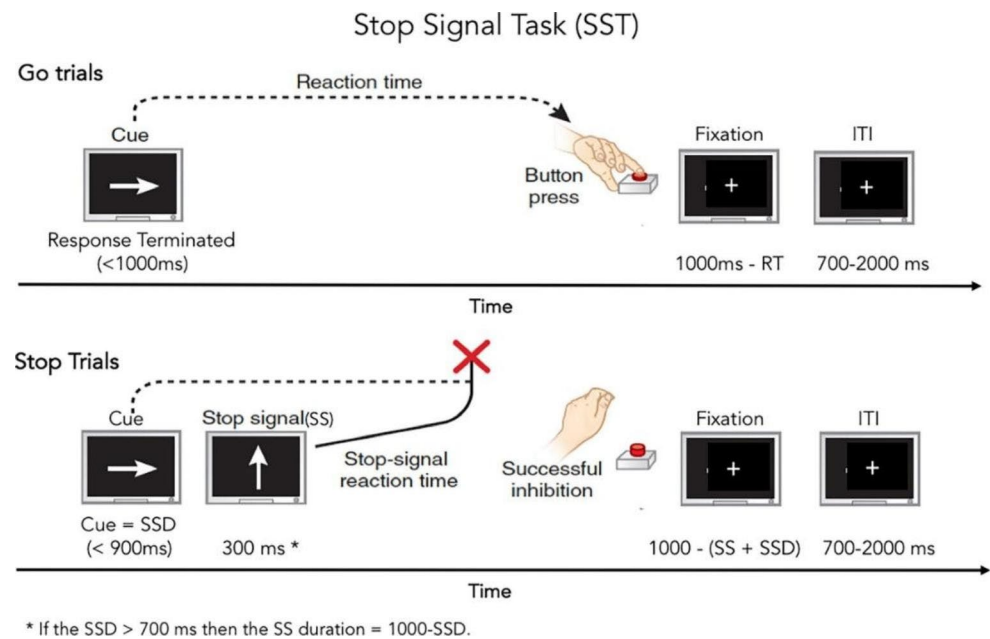 Stop Signal Task (SST)
Go trials
Reaction time
Cue
Fixation
ITI
Button
press
Response Terminated
(<1000ms)
1000ms - RT
700-2000 ms
Time
Stop Trials
Cue
Stop signal(SS)
Fixation
ITI
Stop-signal
reaction time
Successful
inhibition
Cue = SSD
(< 900ms)
300 ms *
1000 - (SS + SSD)
700-2000 ms
Time
* If the SSD > 700 ms then the SS duration = 1000-SSD.